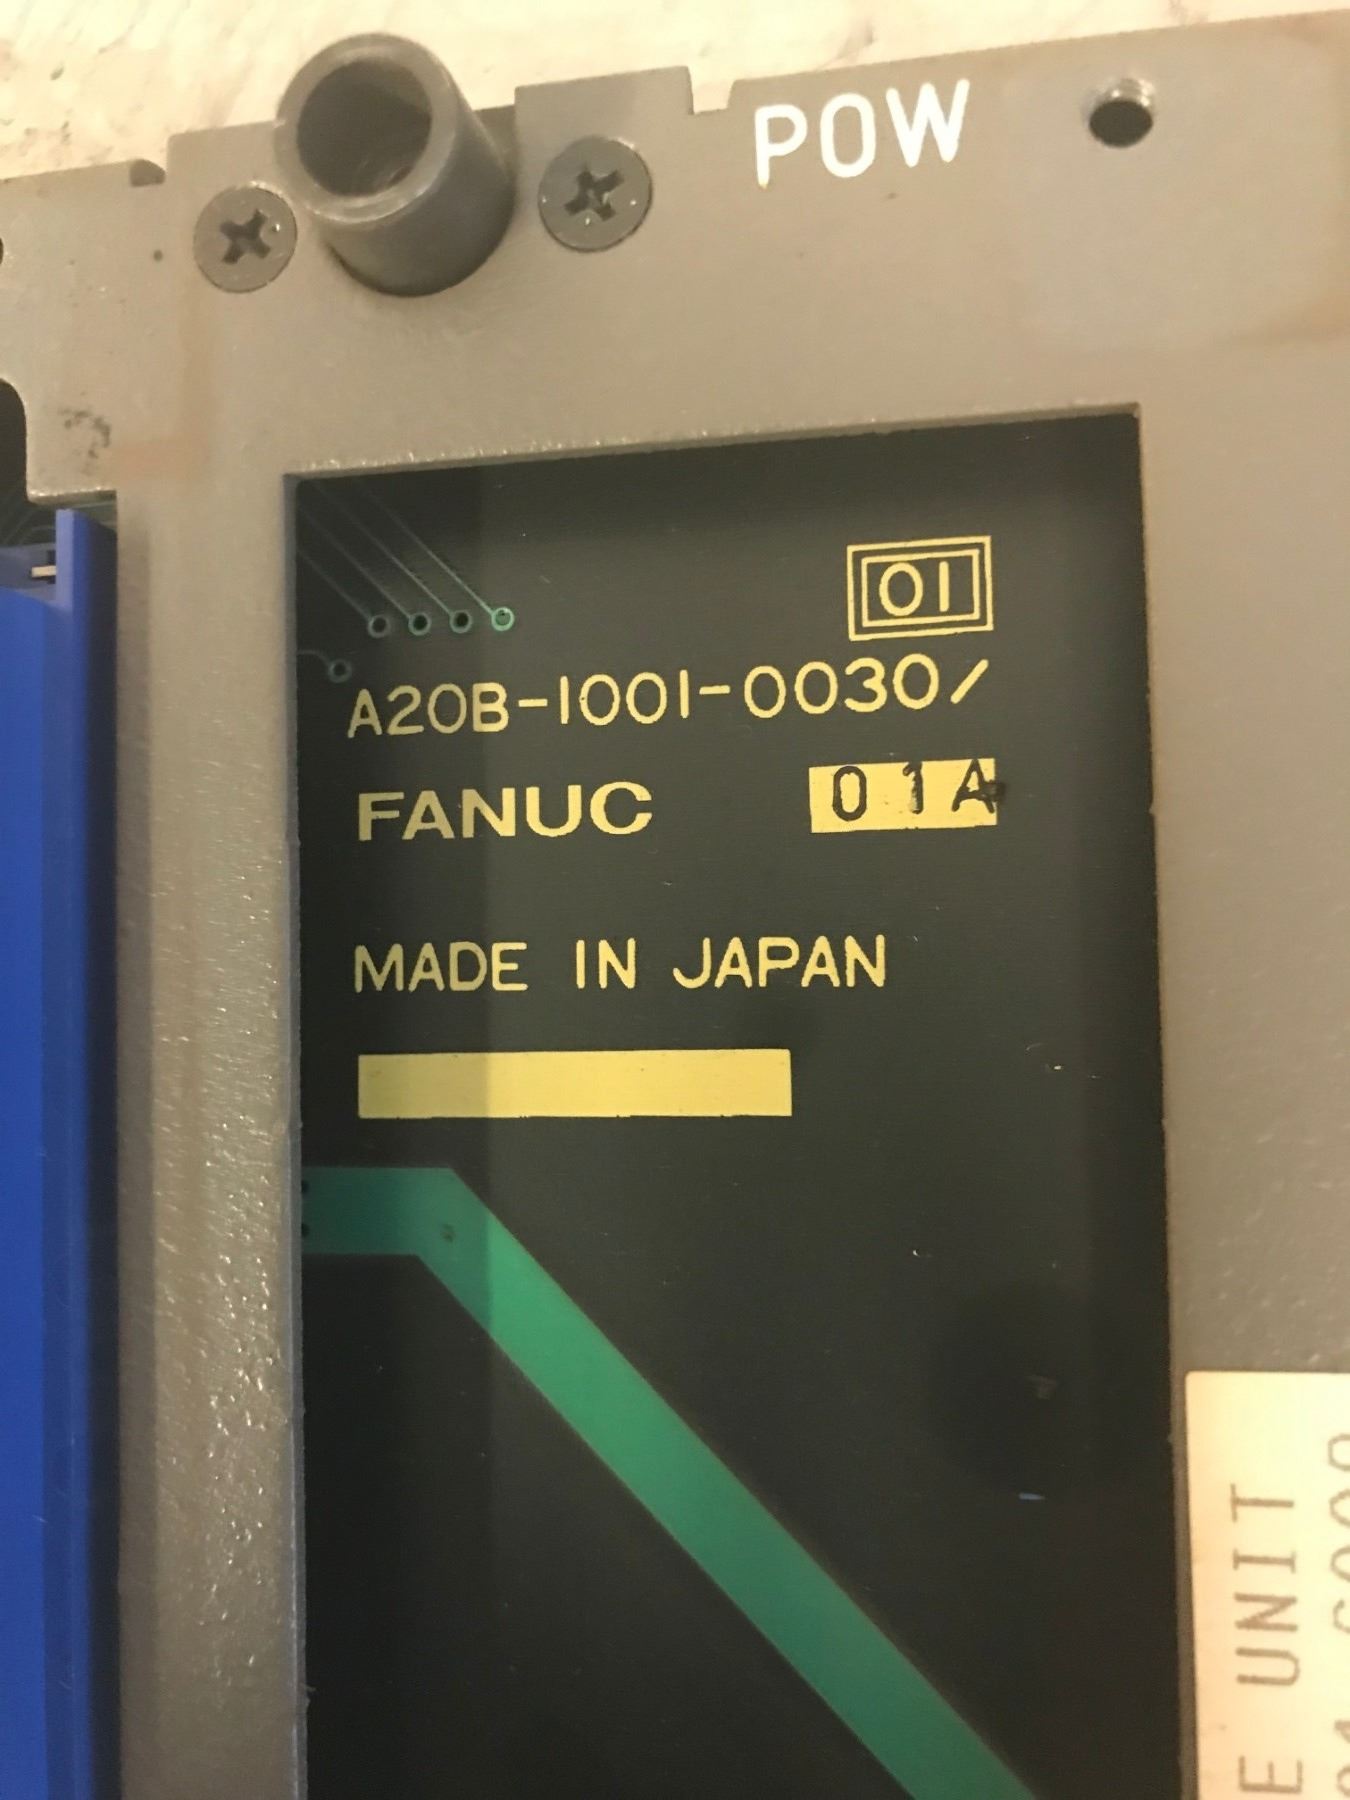 POW
01
A20B-1001-0030/
FANUC 01A
MADE IN JAPAN
E UNIT